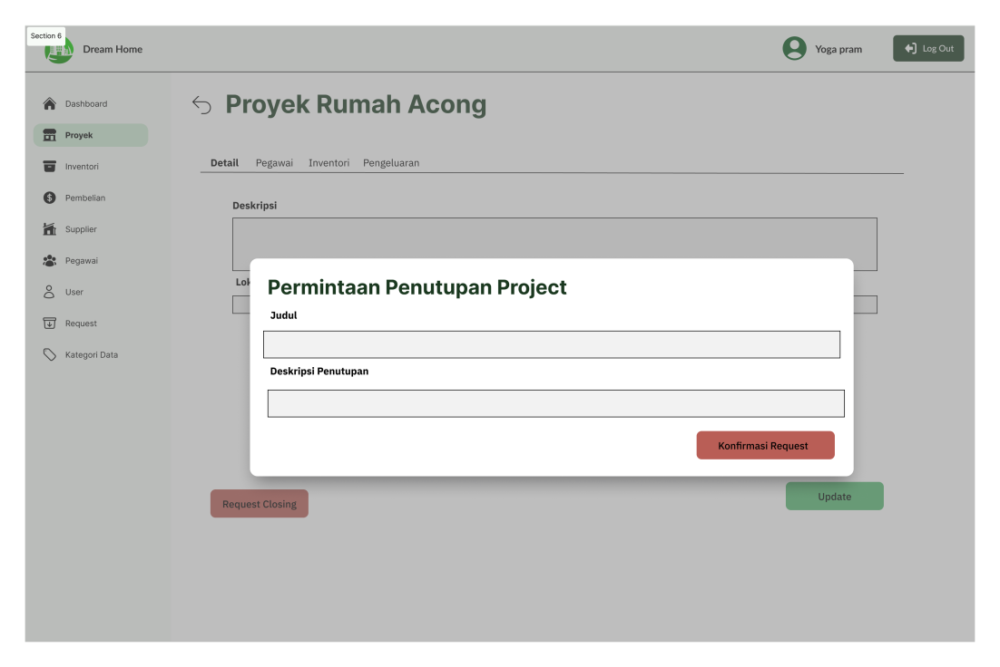 Section 6
Dream Home
Yoga pram
Log Out
Dashboard
Proyek
Inventori
Pembelian
Supplier
Pegawai
User
Request
Kategori Data
Proyek Rumah Acong
Detail Pegawai Inventori Pengeluaran
Deskripsi
Lok
Permintaan Penutupan Project
Judul
Deskripsi Penutupan
Konfirmasi Request
Request Closing
Update